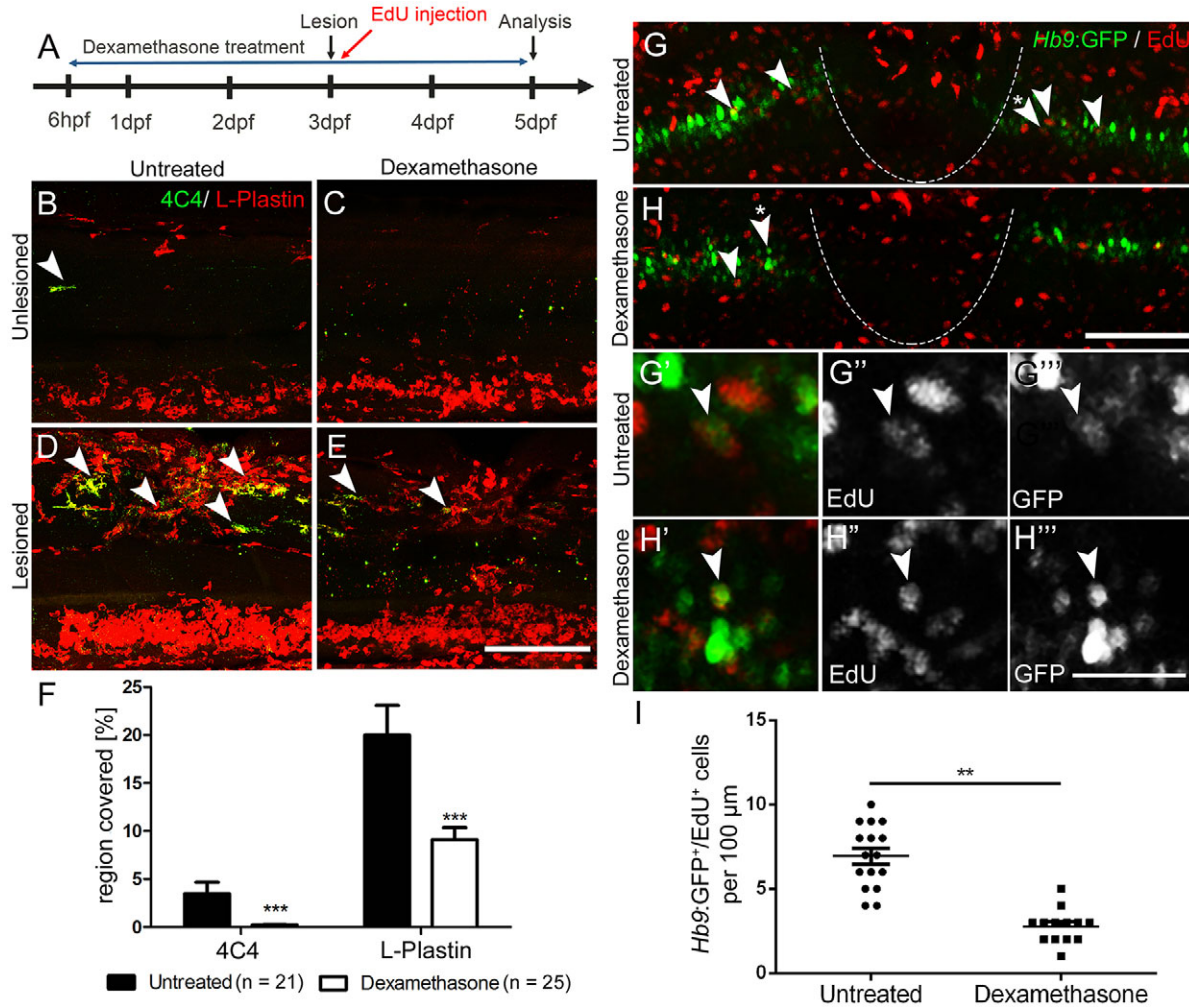 A
Lesion
EdU injection
Analysis
Dexamethasone treatment
6hpf
1dpf
2dpf
3dpf
4dpf
5dpf
Untreated
Dexamethasone
Unlesioned
B
4C4/ L-Plastin
C
Lesioned
D
E
F
region covered [%]
25
20
15
10
5
0
***
***
4C4
L-Plastin
Untreated (n = 21)
Dexamethasone (n = 25)
Untreated
G
Hb9:GFP / EdU
*
Dexamethasone
H
*
Untreated
G'
G''
EdU
G'''
G'''
GFP
Dexamethasone
H'
H''
EdU
H'''
GFP
I
Hb9:GFP⁺/EdU⁺ cells
per 100 µm
15
10
5
0
**
Untreated
Dexamethasone